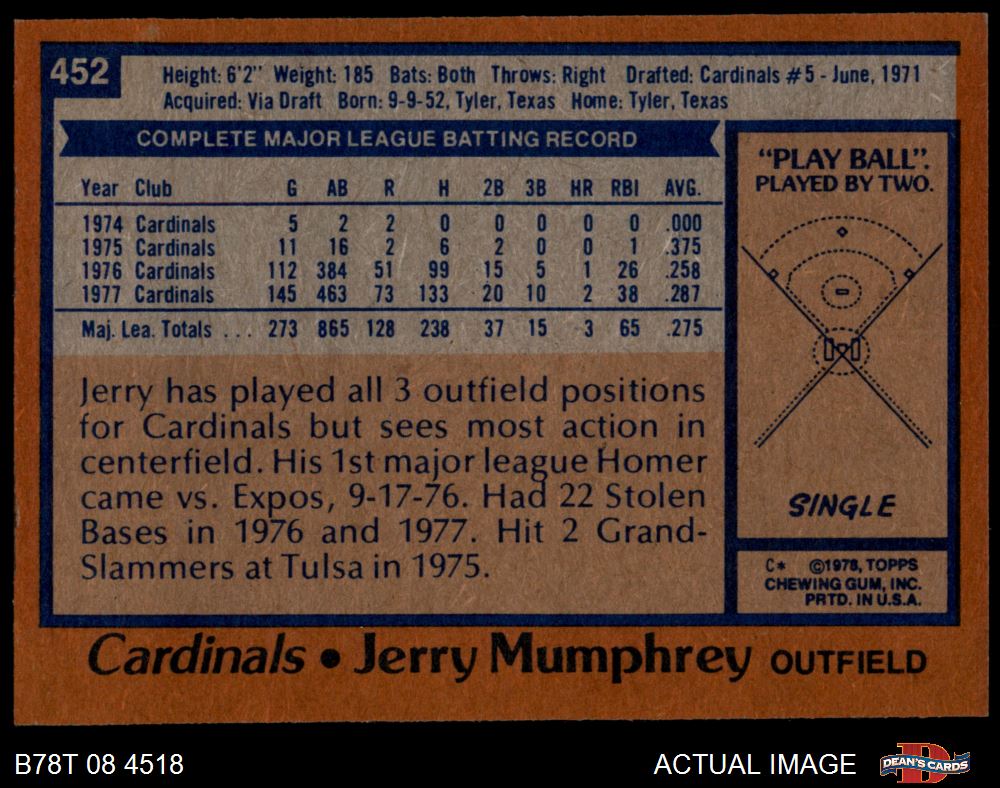 452
Height: 6'2" Weight: 185 Bats: Both Throws: Right Drafted: Cardinals #5 - June, 1971
Acquired: Via Draft Born: 9-9-52, Tyler, Texas Home: Tyler, Texas
COMPLETE MAJOR LEAGUE BATTING RECORD
Year Club G AB R H 2B 3B HR RBI AVG.
1974 Cardinals 5 2 2 0 0 0 0 0 .000
1975 Cardinals 11 16 2 6 2 0 0 1 .375
1976 Cardinals 112 384 51 99 15 5 1 26 .258
1977 Cardinals 145 463 73 133 20 10 2 38 .287
Maj. Lea. Totals . . . 273 865 128 238 37 15 3 65 .275
Jerry has played all 3 outfield positions
for Cardinals but sees most action in
centerfield. His 1st major league Homer
came vs. Expos, 9-17-76. Had 22 Stolen
Bases in 1976 and 1977. Hit 2 Grand-
Slammers at Tulsa in 1975.
"PLAY BALL".
PLAYED BY TWO.
SINGLE
C* ©1978, TOPPS
CHEWING GUM, INC.
PRTD. IN U.S.A.
Cardinals • Jerry Mumphrey OUTFIELD
B78T 08 4518
ACTUAL IMAGE
DEAN'S CARDS